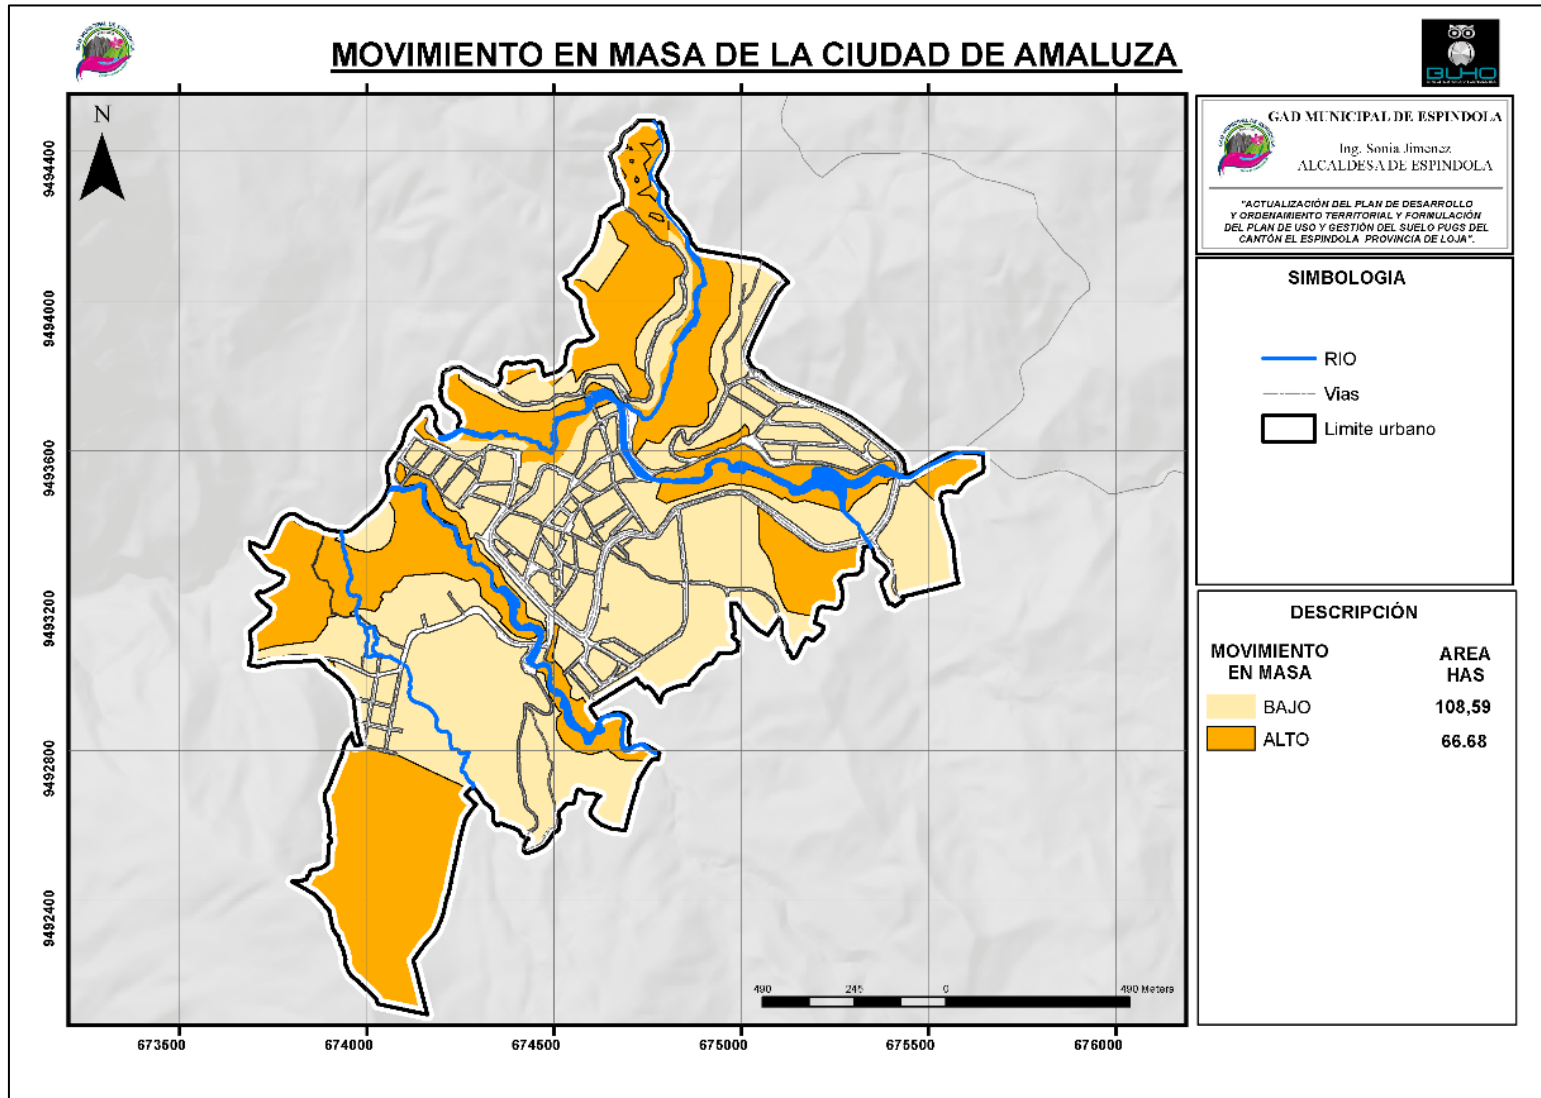 MOVIMIENTO EN MASA DE LA CIUDAD DE AMALUZA
BUHO
GAD MUNICIPAL DE ESPINDOLA
Ing. Sonia Jimenez
ALCALDESA DE ESPINDOLA
"ACTUALIZACIÓN DEL PLAN DE DESARROLLO
Y ORDENAMIENTO TERRITORIAL Y FORMULACIÓN
DEL PLAN DE USO Y GESTIÓN DEL SUELO PUGS DEL
CANTÓN EL ESPINDOLA PROVINCIA DE LOJA".
SIMBOLOGIA
RIO
Vias
Limite urbano
DESCRIPCIÓN
MOVIMIENTO
EN MASA
AREA
HAS
BAJO 108,59
ALTO 66.68
N
9494400
9494000
9493600
9493200
9492800
9492400
490 245 0 490 Meters
673500 674000 674500 675000 675500 676000